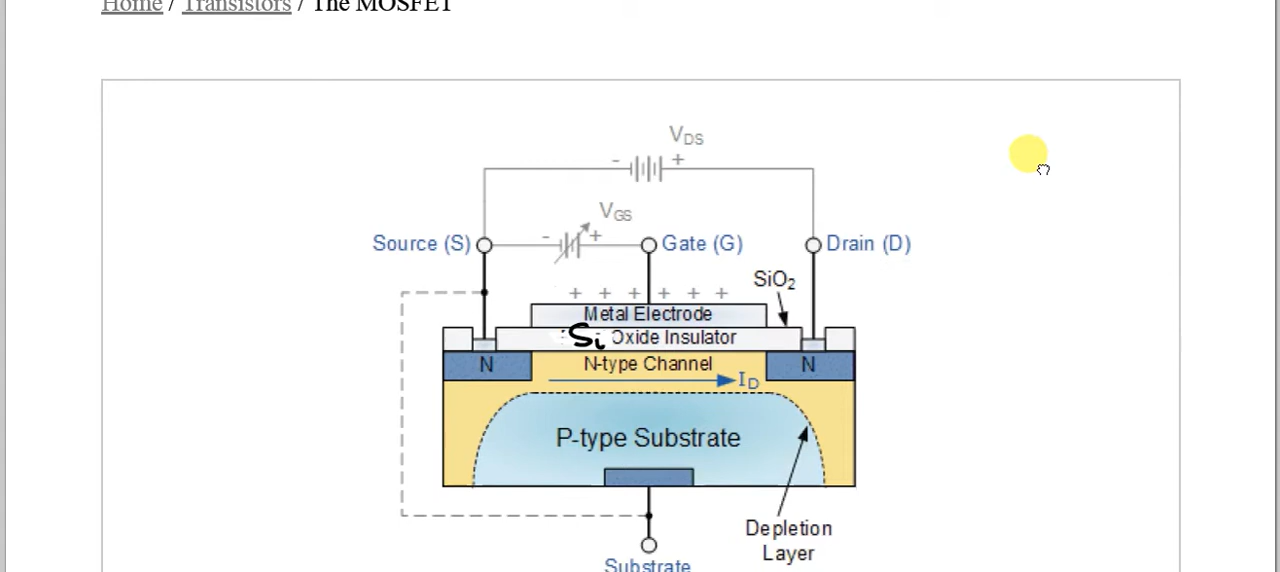 Home / Transistors / The MOSFET
VDS
- +
VGS
- +
Source (S) Gate (G) Drain (D)
SiO2
+ + + + + +
Metal Electrode
Si Oxide Insulator
N N-type Channel N
ID
P-type Substrate
Depletion
Layer
Substrate